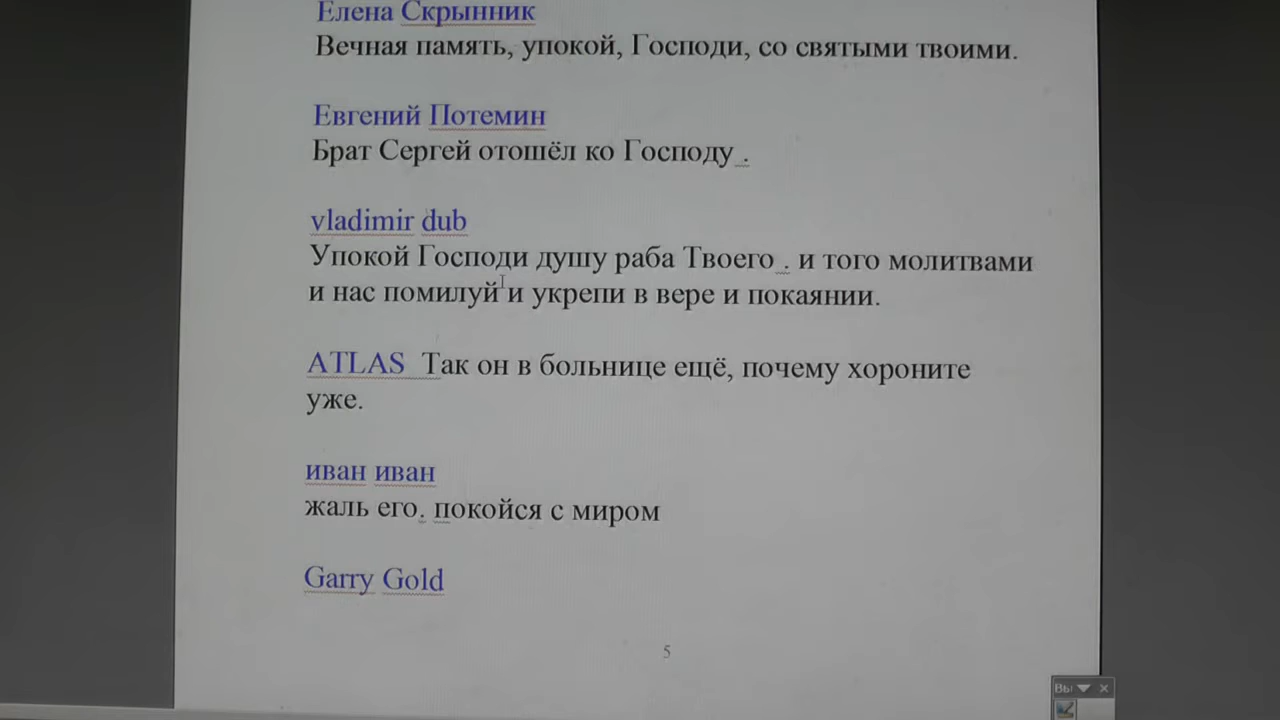 Елена Скрынник
Вечная память, упокой, Господи, со святыми твоими.
Евгений Потемин
Брат Сергей отошёл ко Господу .
vladimir dub
Упокой Господи душу раба Твоего . и того молитвами
и нас помилуй и укрепи в вере и покаянии.
ATLAS Так он в больнице ещё, почему хороните
уже.
иван иван
жаль его. покойся с миром
Garry Gold
5